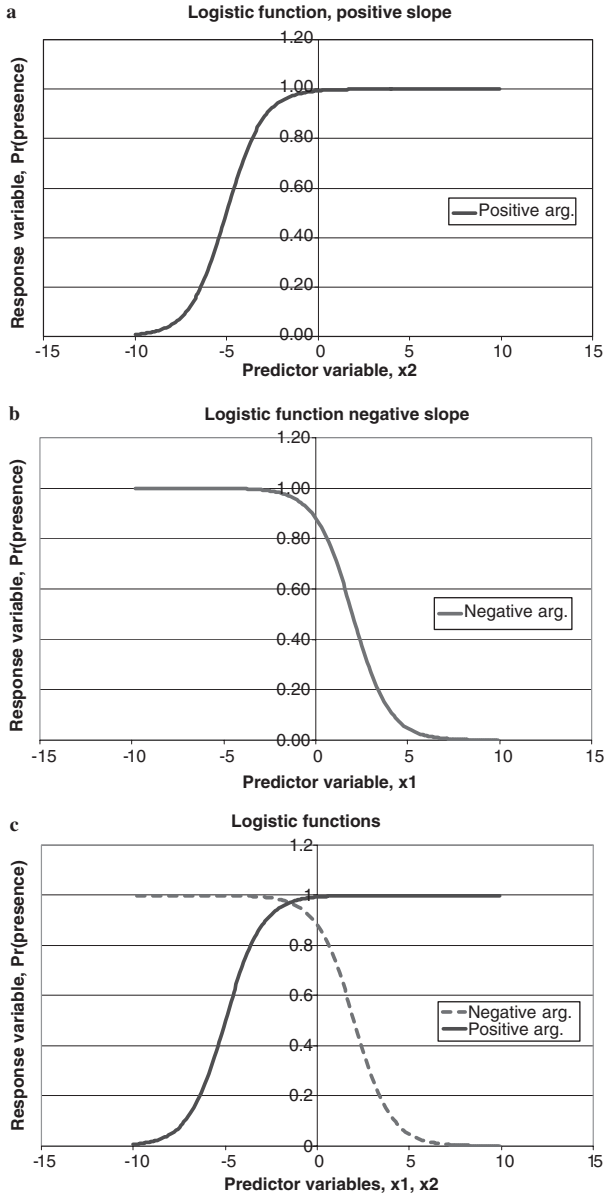 a
Logistic function, positive slope
Response variable, Pr(presence)
1.20
1.00
0.80
0.60
0.40
0.20
0.00
-15 -10 -5 0 5 10 15
Predictor variable, x2
Positive arg.
b
Logistic function negative slope
Response variable, Pr(presence)
1.20
1.00
0.80
0.60
0.40
0.20
0.00
-15 -10 -5 0 5 10 15
Predictor variable, x1
Negative arg.
c
Logistic functions
Response variable, Pr(presence)
1.2
1
0.8
0.6
0.4
0.2
0
-15 -10 -5 0 5 10 15
Predictor variables, x1, x2
Negative arg.
Positive arg.